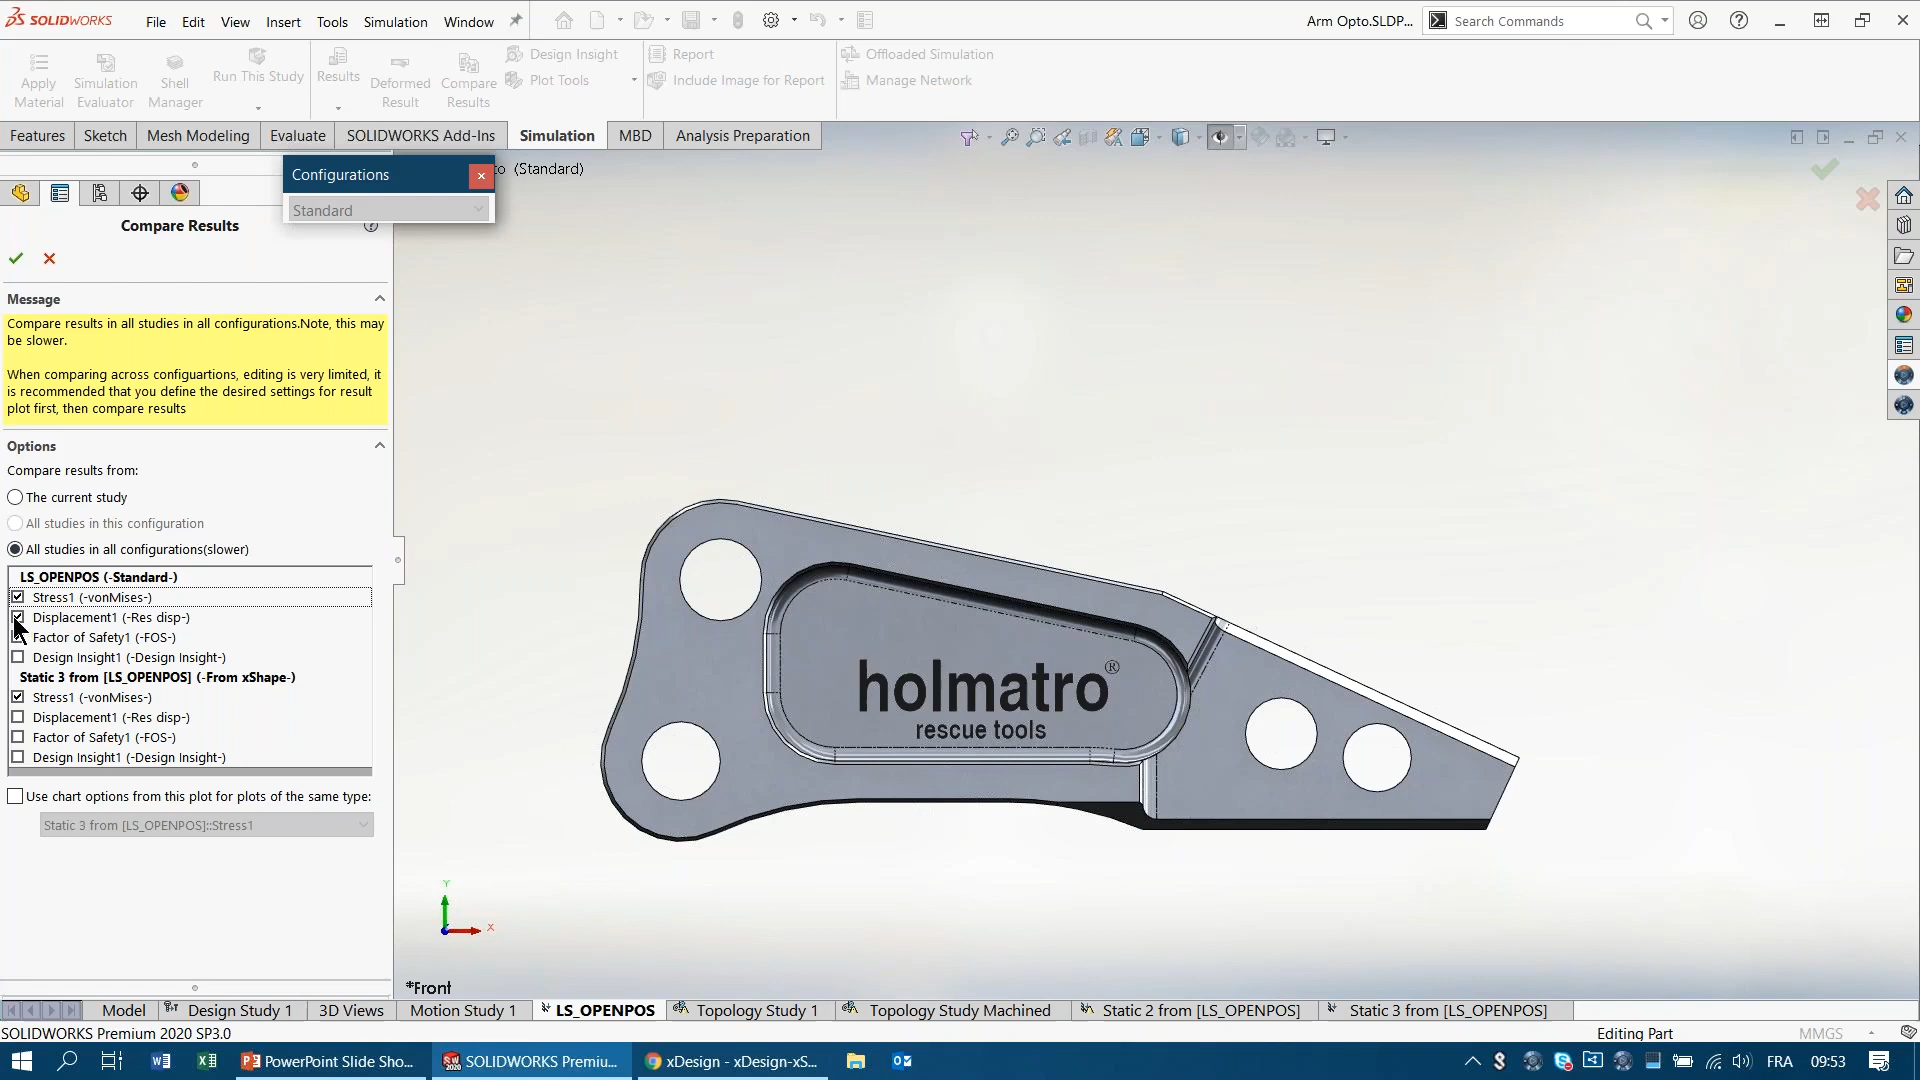 SOLIDWORKS File Edit View Insert Tools Simulation Window Arm Opto.SLDP... Search Commands
Apply Material Simulation Evaluator Shell Manager Run This Study Results Deformed Result Compare Results Design Insight Plot Tools Report Include Image for Report Offloaded Simulation Manage Network
Features Sketch Mesh Modeling Evaluate SOLIDWORKS Add-Ins Simulation MBD Analysis Preparation
Configurations
to (Standard)
Standard
Compare Results
Message
Compare results in all studies in all configurations.Note, this may
be slower.
When comparing across configuartions, editing is very limited, it
is recommended that you define the desired settings for result
plot first, then compare results
Options
Compare results from:
The current study
All studies in this configuration
All studies in all configurations(slower)
LS_OPENPOS (-Standard-)
Stress1 (-vonMises-)
Displacement1 (-Res disp-)
Factor of Safety1 (-FOS-)
Design Insight1 (-Design Insight-)
Static 3 from [LS_OPENPOS] (-From xShape-)
Stress1 (-vonMises-)
Displacement1 (-Res disp-)
Factor of Safety1 (-FOS-)
Design Insight1 (-Design Insight-)
Use chart options from this plot for plots of the same type:
Static 3 from [LS_OPENPOS]::Stress1
holmatro®
rescue tools
Y
X
*Front
Model Design Study 1 3D Views Motion Study 1 LS_OPENPOS Topology Study 1 Topology Study Machined Static 2 from [LS_OPENPOS] Static 3 from [LS_OPENPOS]
SOLIDWORKS Premium 2020 SP3.0 Editing Part MMGS
PowerPoint Slide Sho... SOLIDWORKS Premiu... xDesign - xDesign-xS... FRA 09:53